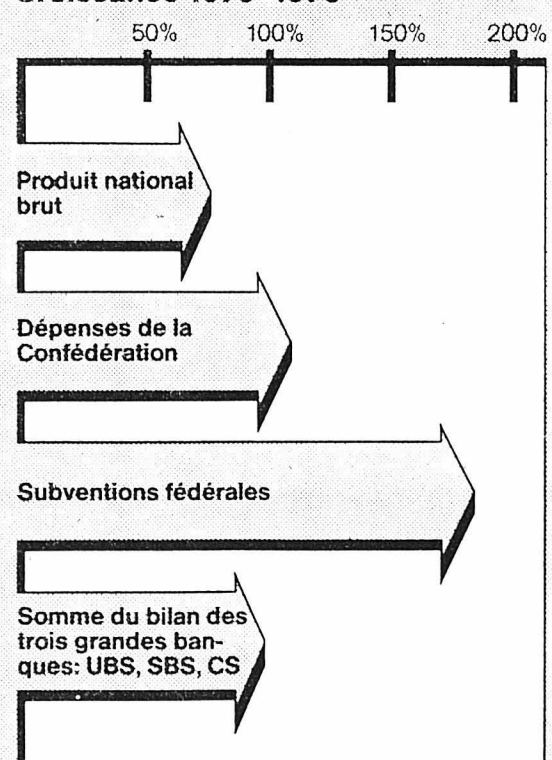 50% 100% 150% 200%
Produit national
brut
Dépenses de la
Confédération
Subventions fédérales
Somme du bilan des
trois grandes ban-
ques: UBS, SBS, CS